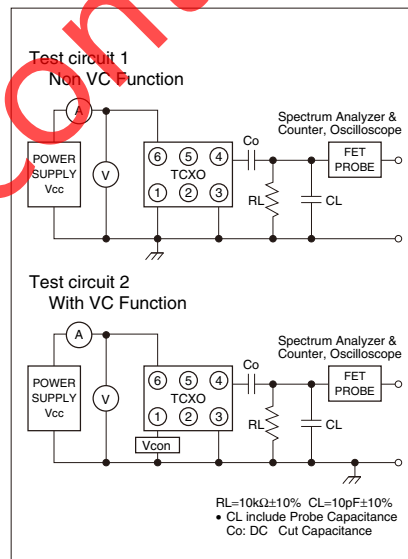 Test circuit 1
Non VC Function
A
POWER
SUPPLY
Vcc
V
6 5 4
TCXO
1 2 3
Co
RL
CL
Spectrum Analyzer &
Counter, Oscilloscope
FET
PROBE
Test circuit 2
With VC Function
A
POWER
SUPPLY
Vcc
V
6 5 4
TCXO
1 2 3
Vcon
Co
RL
CL
Spectrum Analyzer &
Counter, Oscilloscope
FET
PROBE
RL=10kΩ±10% CL=10pF±10%
• CL include Probe Capacitance
Co: DC Cut Capacitance